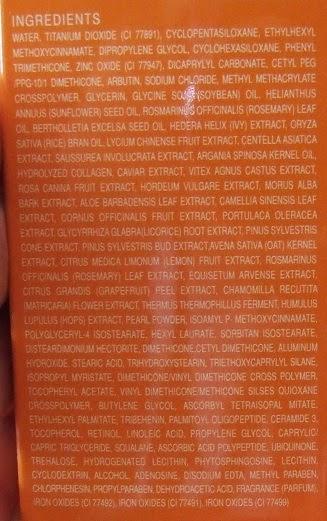 INGREDIENTS
WATER, TITANIUM DIOXIDE (CI 77891), CYCLOPENTASILOXANE, ETHYLHEXYL
METHOXYCINNAMATE, DIPROPYLENE GLYCOL, CYCLOHEXASILOXANE, PHENYL
TRIMETHICONE, ZINC OXIDE (CI 77947), DICAPRYLYL CARBONATE, CETYL PEG
/PPG-10/1 DIMETHICONE, ARBUTIN, SODIUM CHLORIDE, METHYL METHACRYLATE
CROSSPOLYMER, GLYCERIN, GLYCINE SOJA (SOYBEAN) OIL, HELIANTHUS
ANNUUS (SUNFLOWER) SEED OIL, ROSMARINUS OFFICINALIS (ROSEMARY) LEAF
OIL, BERTHOLLETIA EXCELSA SEED OIL, HEDERA HELIX (IVY) EXTRACT, ORYZA
SATIVA (RICE) BRAN OIL, LYCIUM CHINENSE FRUIT EXTRACT, CENTELLA ASIATICA
EXTRACT, SAUSSUREA INVOLUCRATA EXTRACT, ARGANIA SPINOSA KERNEL OIL,
HYDROLYZED COLLAGEN, CAVIAR EXTRACT, VITEX AGNUS CASTUS EXTRACT,
ROSA CANINA FRUIT EXTRACT, HORDEUM VULGARE EXTRACT, MORUS ALBA
BARK EXTRACT, ALOE BARBADENSIS LEAF EXTRACT, CAMELLIA SINENSIS LEAF
EXTRACT, CORNUS OFFICINALIS FRUIT EXTRACT, PORTULACA OLERACEA
EXTRACT, GLYCYRRHIZA GLABRA(LICORICE) ROOT EXTRACT, PINUS SYLVESTRIS
CONE EXTRACT, PINUS SYLVESTRIS BUD EXTRACT,AVENA SATIVA (OAT) KERNEL
EXTRACT, CITRUS MEDICA LIMONUM (LEMON) FRUIT EXTRACT, ROSMARINUS
OFFICINALIS (ROSEMARY) LEAF EXTRACT, EQUISETUM ARVENSE EXTRACT,
CITRUS GRANDIS (GRAPEFRUIT) PEEL EXTRACT, CHAMOMILLA RECUTITA
(MATRICARIA) FLOWER EXTRACT, THERMUS THERMOPHILLUS FERMENT, HUMULUS
LUPULUS (HOPS) EXTRACT, PEARL POWDER, ISOAMYL P- METHOXYCINNAMATE,
POLYGLYCERYL-4 ISOSTEARATE, HEXYL LAURATE, SORBITAN ISOSTEARATE,
DISTEARDIMONIUM HECTORITE, DIMETHICONE,CETYL DIMETHICONE, ALUMINUM
HYDROXIDE, STEARIC ACID, TRIHYDROXYSTEARIN, TRIETHOXYCAPRYLYL SILANE,
ISOPROPYL MYRISTATE, DIMETHICONE/VINYL DIMETHICONE CROSS POLYMER,
TOCOPHERYL ACETATE, VINYL DIMETHICONE/METHICONE SILSES QUIOXANE
CROSSPOLYMER, BUTYLENE GLYCOL, ASCORBYL TETRAISOPAL MITATE,
ETHYLHEXYL PALMITATE, TRIBEHENIN, PALMITOYL OLIGOPEPTIDE, CERAMIDE 3,
TOCOPHEROL, RETINOL, LINOLEIC ACID, PROPYLENE GLYCOL, CAPRYLIC/
CAPRIC TRIGLYCERIDE, SQUALANE, ASCORBIC ACID POLYPEPTIDE, UBIQUINONE,
TREHALOSE, HYDROGENATED LECITHIN, PHYTOSPHINGOSINE, LECITHIN,
CYCLODEXTRIN, ALCOHOL, ADENOSINE, DISODIUM EDTA, METHYL PARABEN,
CHLORPHENESIN, PROPYLPARABEN, DEHYDROACETIC ACID, FRAGRANCE (PARFUM),
IRON OXIDES (CI 77492), IRON OXIDES (CI 77491), IRON OXIDES (CI 77499)